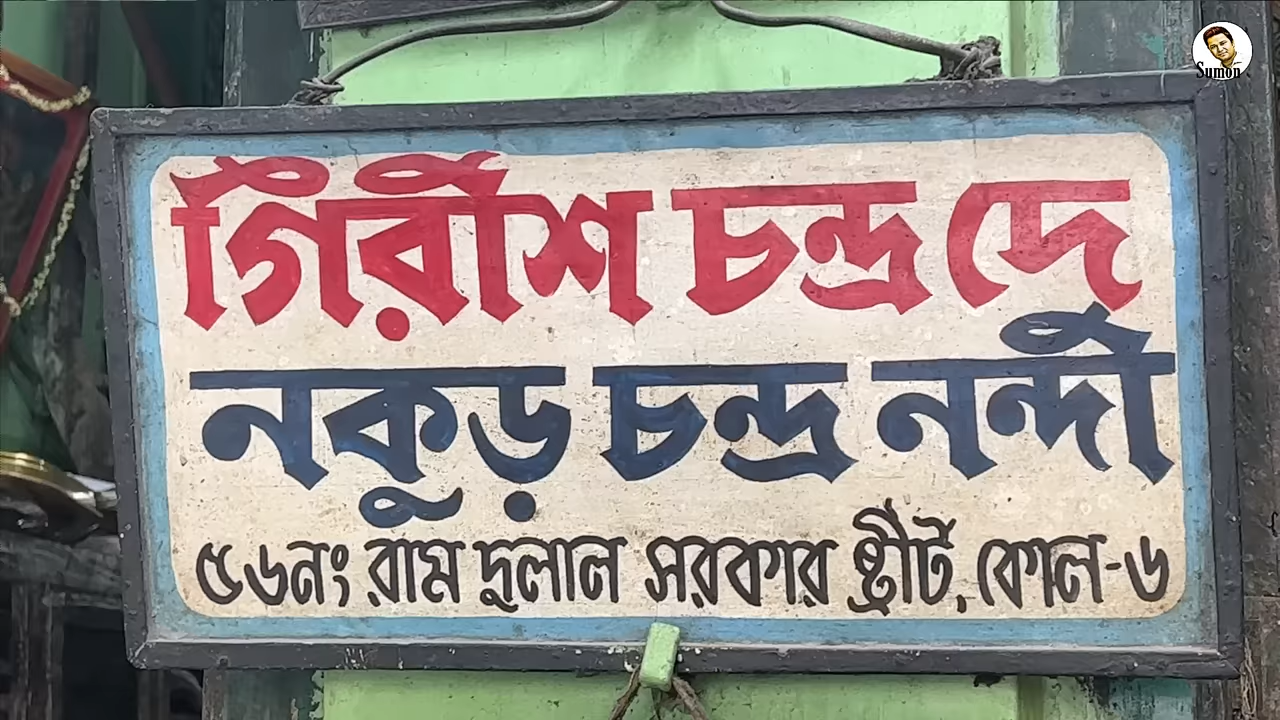 Sumon
গিরীশ চন্দ্র দে
নকুড় চন্দ্র নন্দী
৫৬নং রাম দুলাল সরকার ষ্ট্রীট, কোল-৬